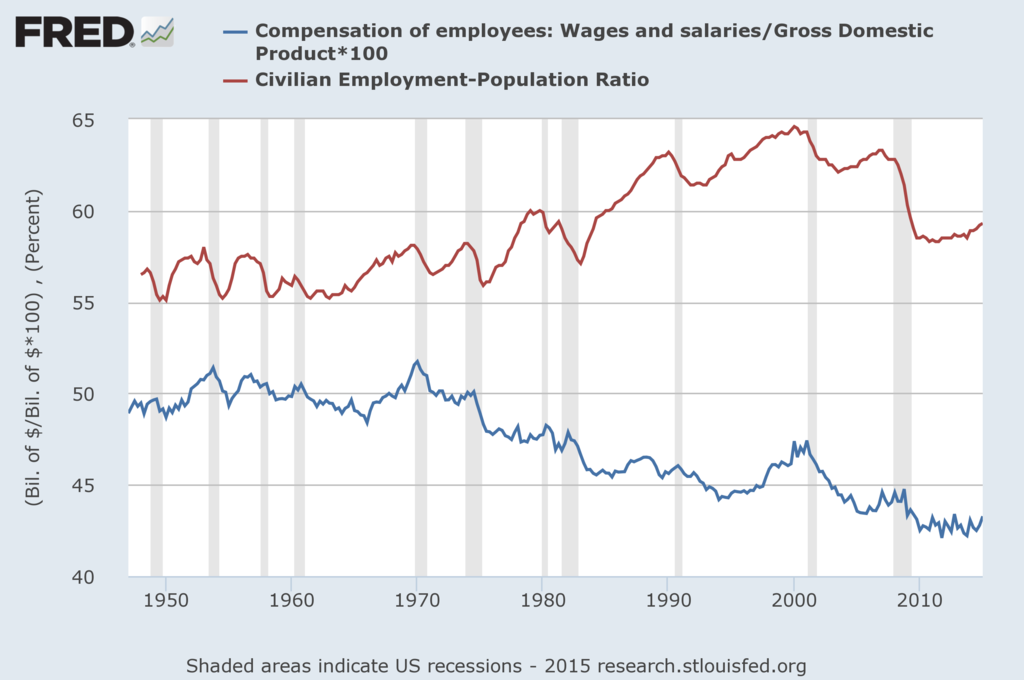 FRED
Compensation of employees: Wages and salaries/Gross Domestic
Product*100
Civilian Employment-Population Ratio
(Bil. of $/Bil. of $*100) , (Percent)
65
60
55
50
45
40
1950 1960 1970 1980 1990 2000 2010
Shaded areas indicate US recessions - 2015 research.stlouisfed.org